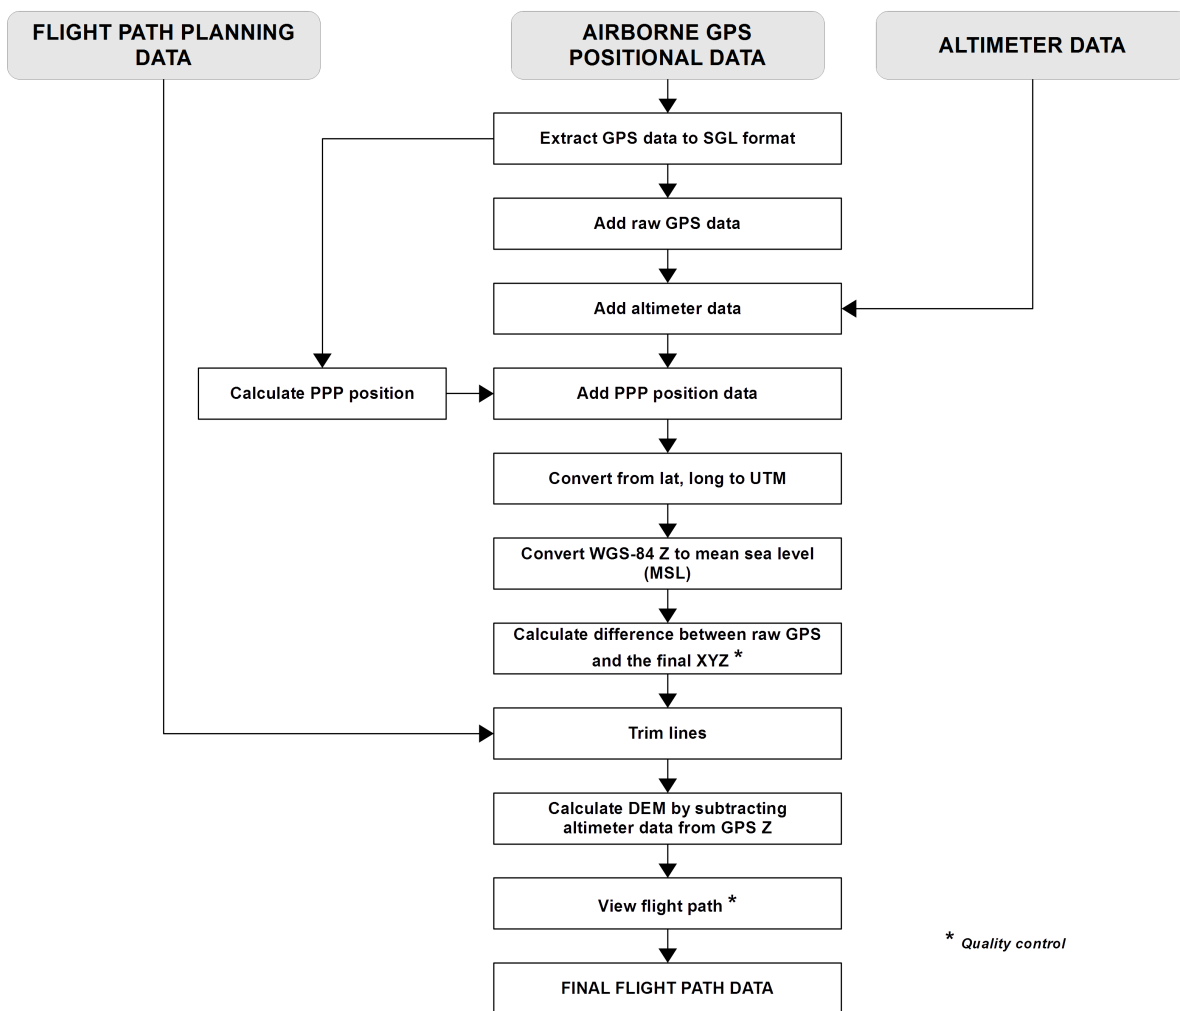 FLIGHT PATH PLANNING
DATA
AIRBORNE GPS
POSITIONAL DATA
ALTIMETER DATA
Extract GPS data to SGL format
Add raw GPS data
Add altimeter data
Calculate PPP position
Add PPP position data
Convert from lat, long to UTM
Convert WGS-84 Z to mean sea level
(MSL)
Calculate difference between raw GPS
and the final XYZ *
Trim lines
Calculate DEM by subtracting
altimeter data from GPS Z
View flight path *
* Quality control
FINAL FLIGHT PATH DATA